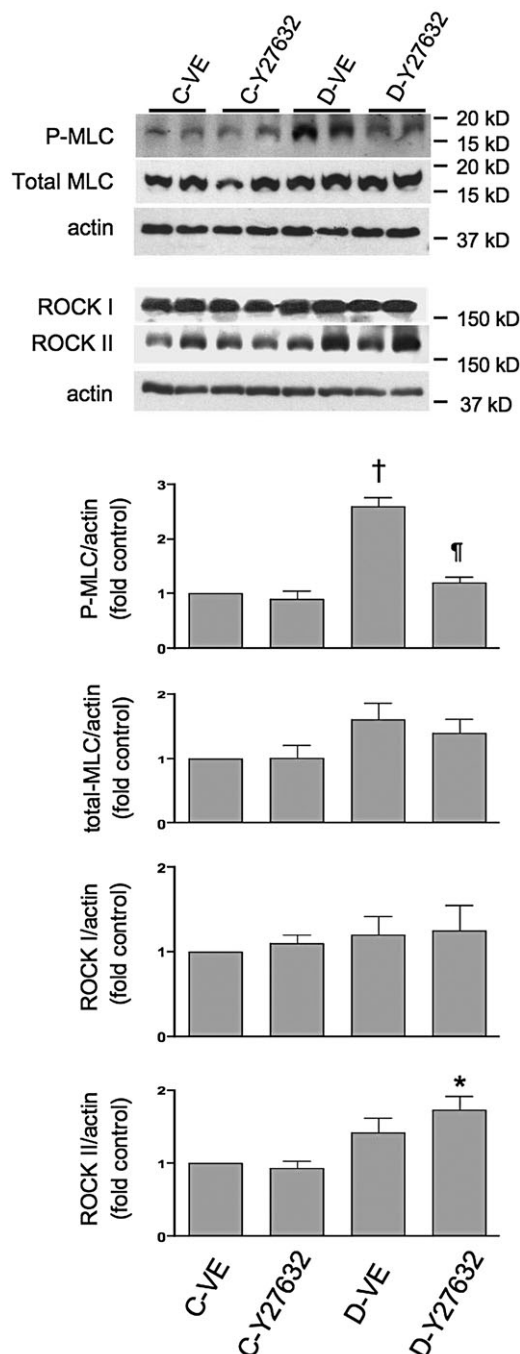 C-VE C-Y27632 D-VE D-Y27632
P-MLC 20 kD
15 kD
Total MLC 20 kD
15 kD
actin 37 kD
ROCK I 150 kD
ROCK II 150 kD
actin 37 kD
P-MLC/actin
(fold control)
3
2
1
0
†
¶
total-MLC/actin
(fold control)
2
1
0
ROCK I/actin
(fold control)
2
1
0
ROCK II/actin
(fold control)
2
1
0
*
C-VE C-Y27632 D-VE D-Y27632